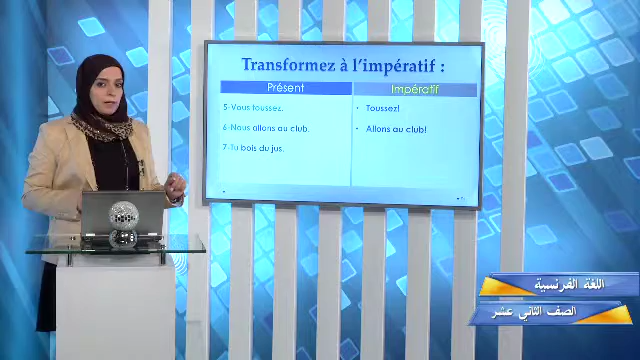 Transformez à l'impératif :
Présent
Impératif
5-Vous toussez.
• Toussez!
6-Nous allons au club.
• Allons au club!
7-Tu bois du jus.
اللغة الفرنسية
الصف الثاني عشر